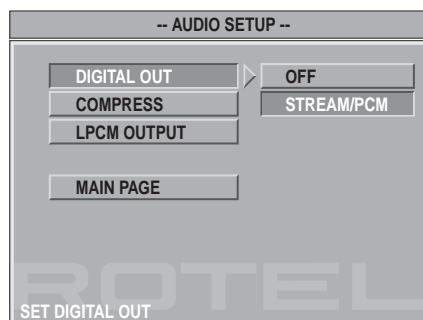 -- AUDIO SETUP --
DIGITAL OUT
OFF
COMPRESS
STREAM/PCM
LPCM OUTPUT
MAIN PAGE
ROTEL
SET DIGITAL OUT